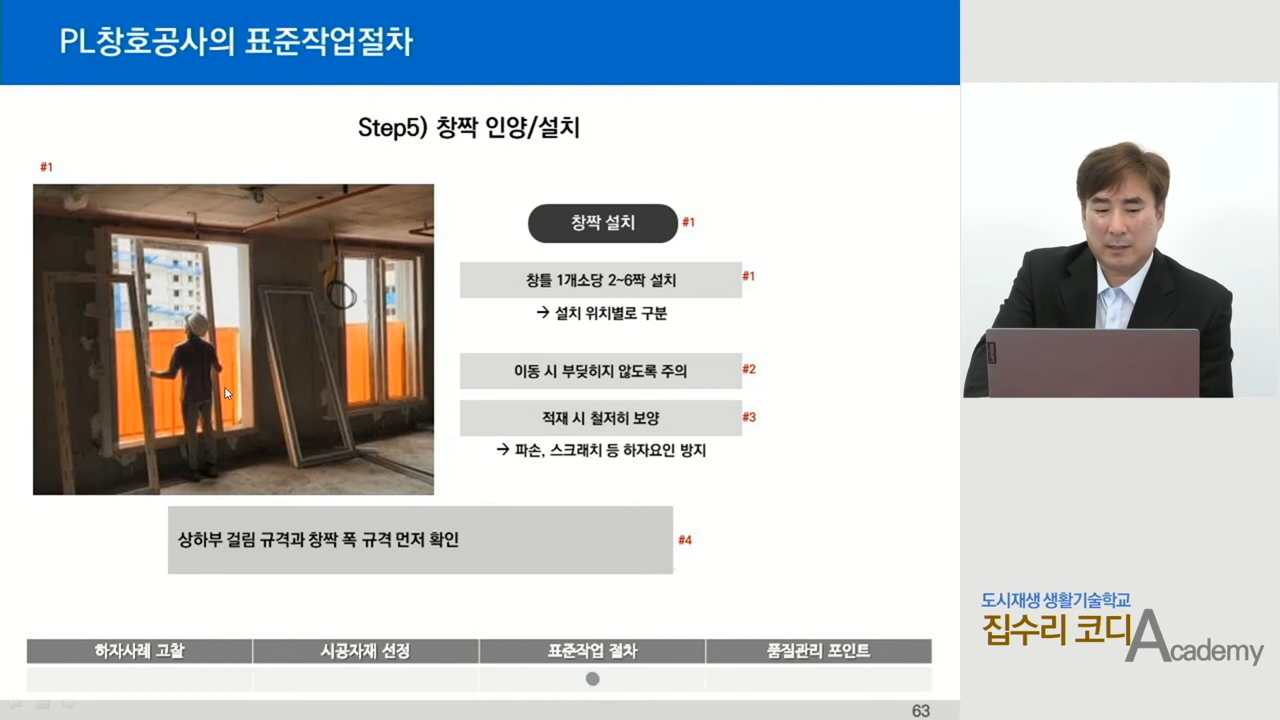 PL창호공사의 표준작업절차
Step5) 창짝 인양/설치
#1
창짝 설치 #1
창틀 1개소당 2~6짝 설치 #1
→ 설치 위치별로 구분
이동 시 부딪히지 않도록 주의 #2
적재 시 철저히 보양 #3
→ 파손, 스크래치 등 하자요인 방지
상하부 걸림 규격과 창짝 폭 규격 먼저 확인 #4
하자사례 고찰 시공자재 선정 표준작업 절차 품질관리 포인트
63
Lenovo
도시재생 생활기술학교
집수리 코디 Academy